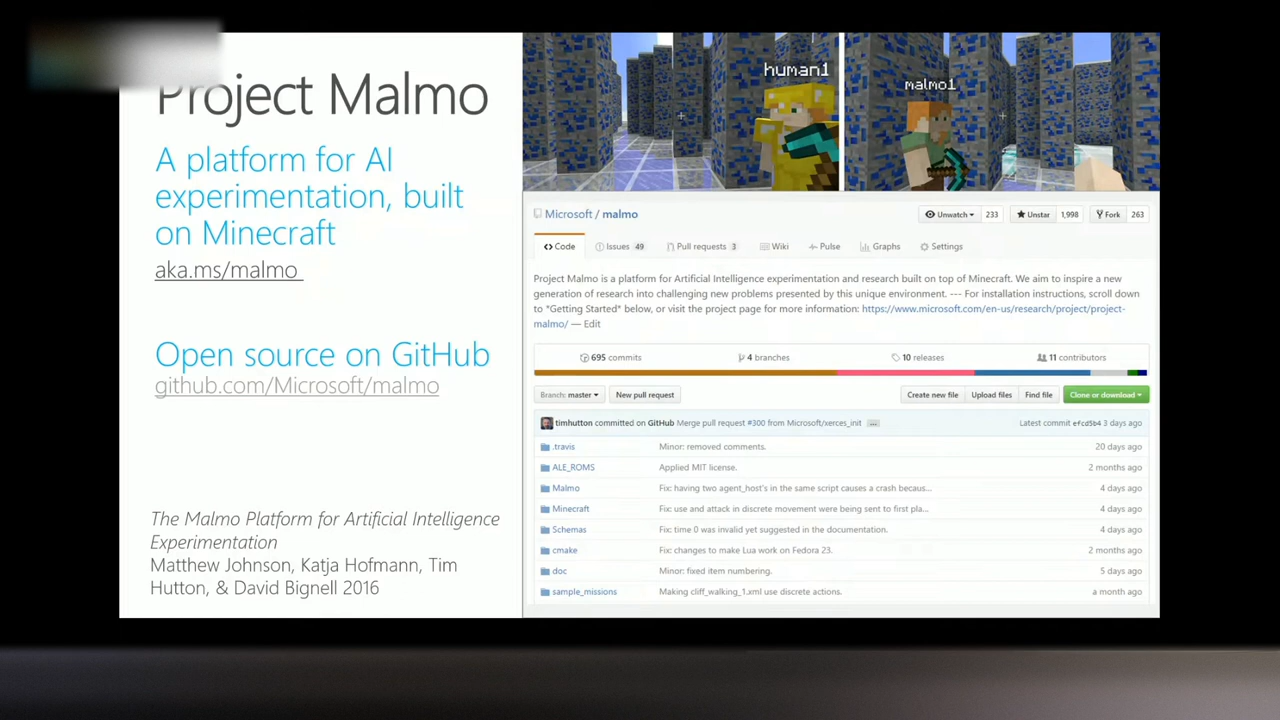 Project Malmo
A platform for AI
experimentation, built
on Minecraft
aka.ms/malmo
Open source on GitHub
github.com/Microsoft/malmo
The Malmo Platform for Artificial Intelligence
Experimentation
Matthew Johnson, Katja Hofmann, Tim
Hutton, & David Bignell 2016
human1
malmo1
Microsoft / malmo
Unwatch 233 Unstar 1,998 Fork 263
Code Issues 49 Pull requests 3 Wiki Pulse Graphs Settings
Project Malmo is a platform for Artificial Intelligence experimentation and research built on top of Minecraft. We aim to inspire a new
generation of research into challenging new problems presented by this unique environment. --- For installation instructions, scroll down
to *Getting Started* below, or visit the project page for more information: https://www.microsoft.com/en-us/research/project/project-
malmo/ — Edit
695 commits 4 branches 10 releases 11 contributors
Branch: master New pull request Create new file Upload files Find file Clone or download
timhutton committed on GitHub Merge pull request #300 from Microsoft/xerces_init ... Latest commit efcd5b4 3 days ago
.travis Minor: removed comments. 20 days ago
ALE_ROMS Applied MIT license. 2 months ago
Malmo Fix: having two agent_host's in the same script causes a crash becaus... 4 days ago
Minecraft Fix: use and attack in discrete movement were being sent to first pla... 4 days ago
Schemas Fix: time 0 was invalid yet suggested in the documentation. 4 days ago
cmake Fix: changes to make Lua work on Fedora 23. 2 months ago
doc Minor: fixed item numbering. 5 days ago
sample_missions Making cliff_walking_1.xml use discrete actions. a month ago